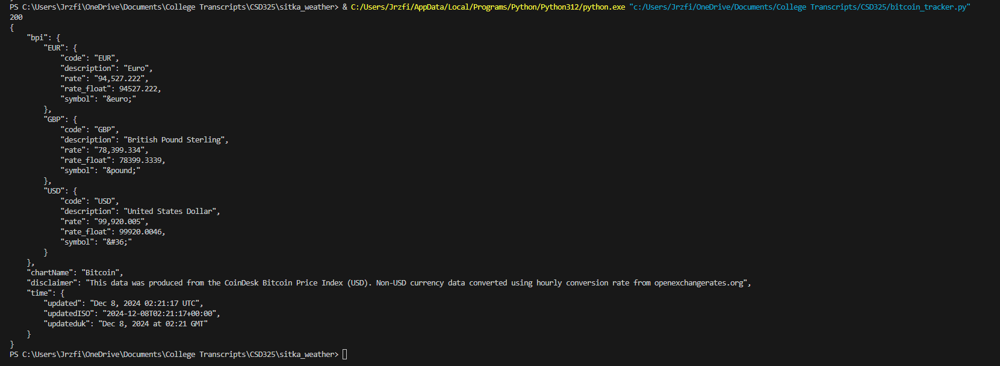 PS C:\Users\Jrzfi\OneDrive\Documents\College Transcripts\CSD325\sitka_weather> & C:/Users/Jrzfi/AppData/Local/Programs/Python/Python312/python.exe "c:/Users/Jrzfi/OneDrive/Documents/College Transcripts/CSD325/bitcoin_tracker.py"
200
{
    "bpi": {
        "EUR": {
            "code": "EUR",
            "description": "Euro",
            "rate": "94,527.222",
            "rate_float": 94527.222,
            "symbol": "&euro;"
        },
        "GBP": {
            "code": "GBP",
            "description": "British Pound Sterling",
            "rate": "78,399.334",
            "rate_float": 78399.3339,
            "symbol": "&pound;"
        },
        "USD": {
            "code": "USD",
            "description": "United States Dollar",
            "rate": "99,920.005",
            "rate_float": 99920.0046,
            "symbol": "&#36;"
        }
    },
    "chartName": "Bitcoin",
    "disclaimer": "This data was produced from the CoinDesk Bitcoin Price Index (USD). Non-USD currency data converted using hourly conversion rate from openexchangerates.org",
    "time": {
        "updated": "Dec 8, 2024 02:21:17 UTC",
        "updatedISO": "2024-12-08T02:21:17+00:00",
        "updateduk": "Dec 8, 2024 at 02:21 GMT"
    }
}
PS C:\Users\Jrzfi\OneDrive\Documents\College Transcripts\CSD325\sitka_weather>